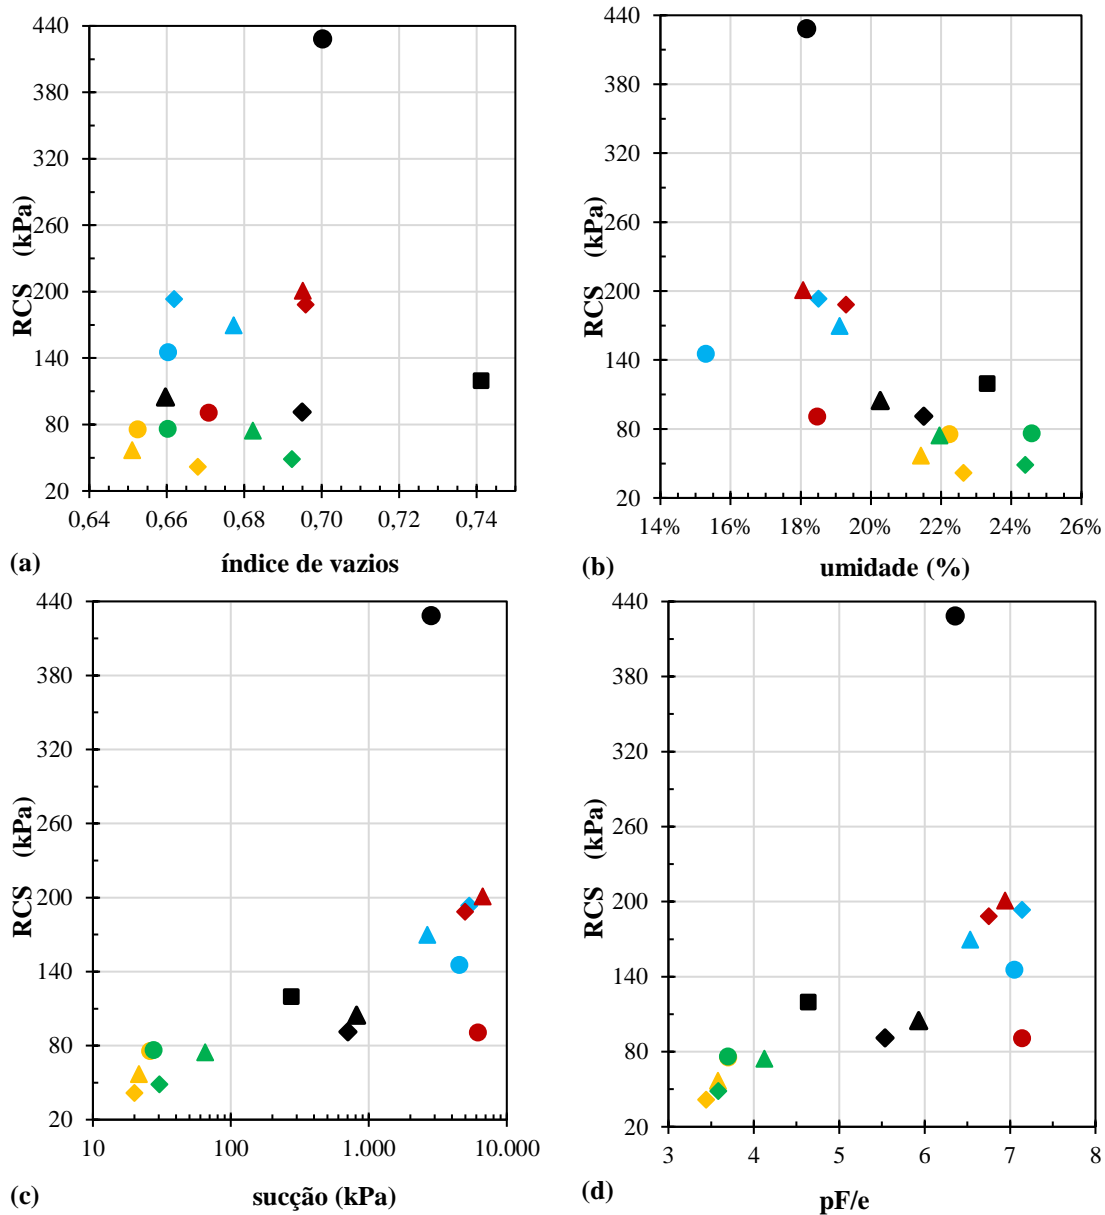 440
380
320
260
200
140
80
20
RCS (kPa)
0,64 0,66 0,68 0,70 0,72 0,74
(a) índice de vazios
440
380
320
260
200
140
80
20
RCS (kPa)
14% 16% 18% 20% 22% 24% 26%
(b) umidade (%)
440
380
320
260
200
140
80
20
RCS (kPa)
10 100 1.000 10.000
(c) sucção (kPa)
440
380
320
260
200
140
80
20
RCS (kPa)
3 4 5 6 7 8
(d) pF/e